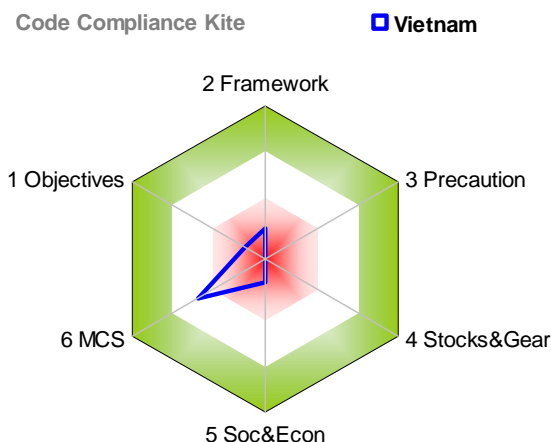 Code Compliance Kite
Vietnam
2 Framework
1 Objectives
3 Precaution
6 MCS
4 Stocks&Gear
5 Soc&Econ